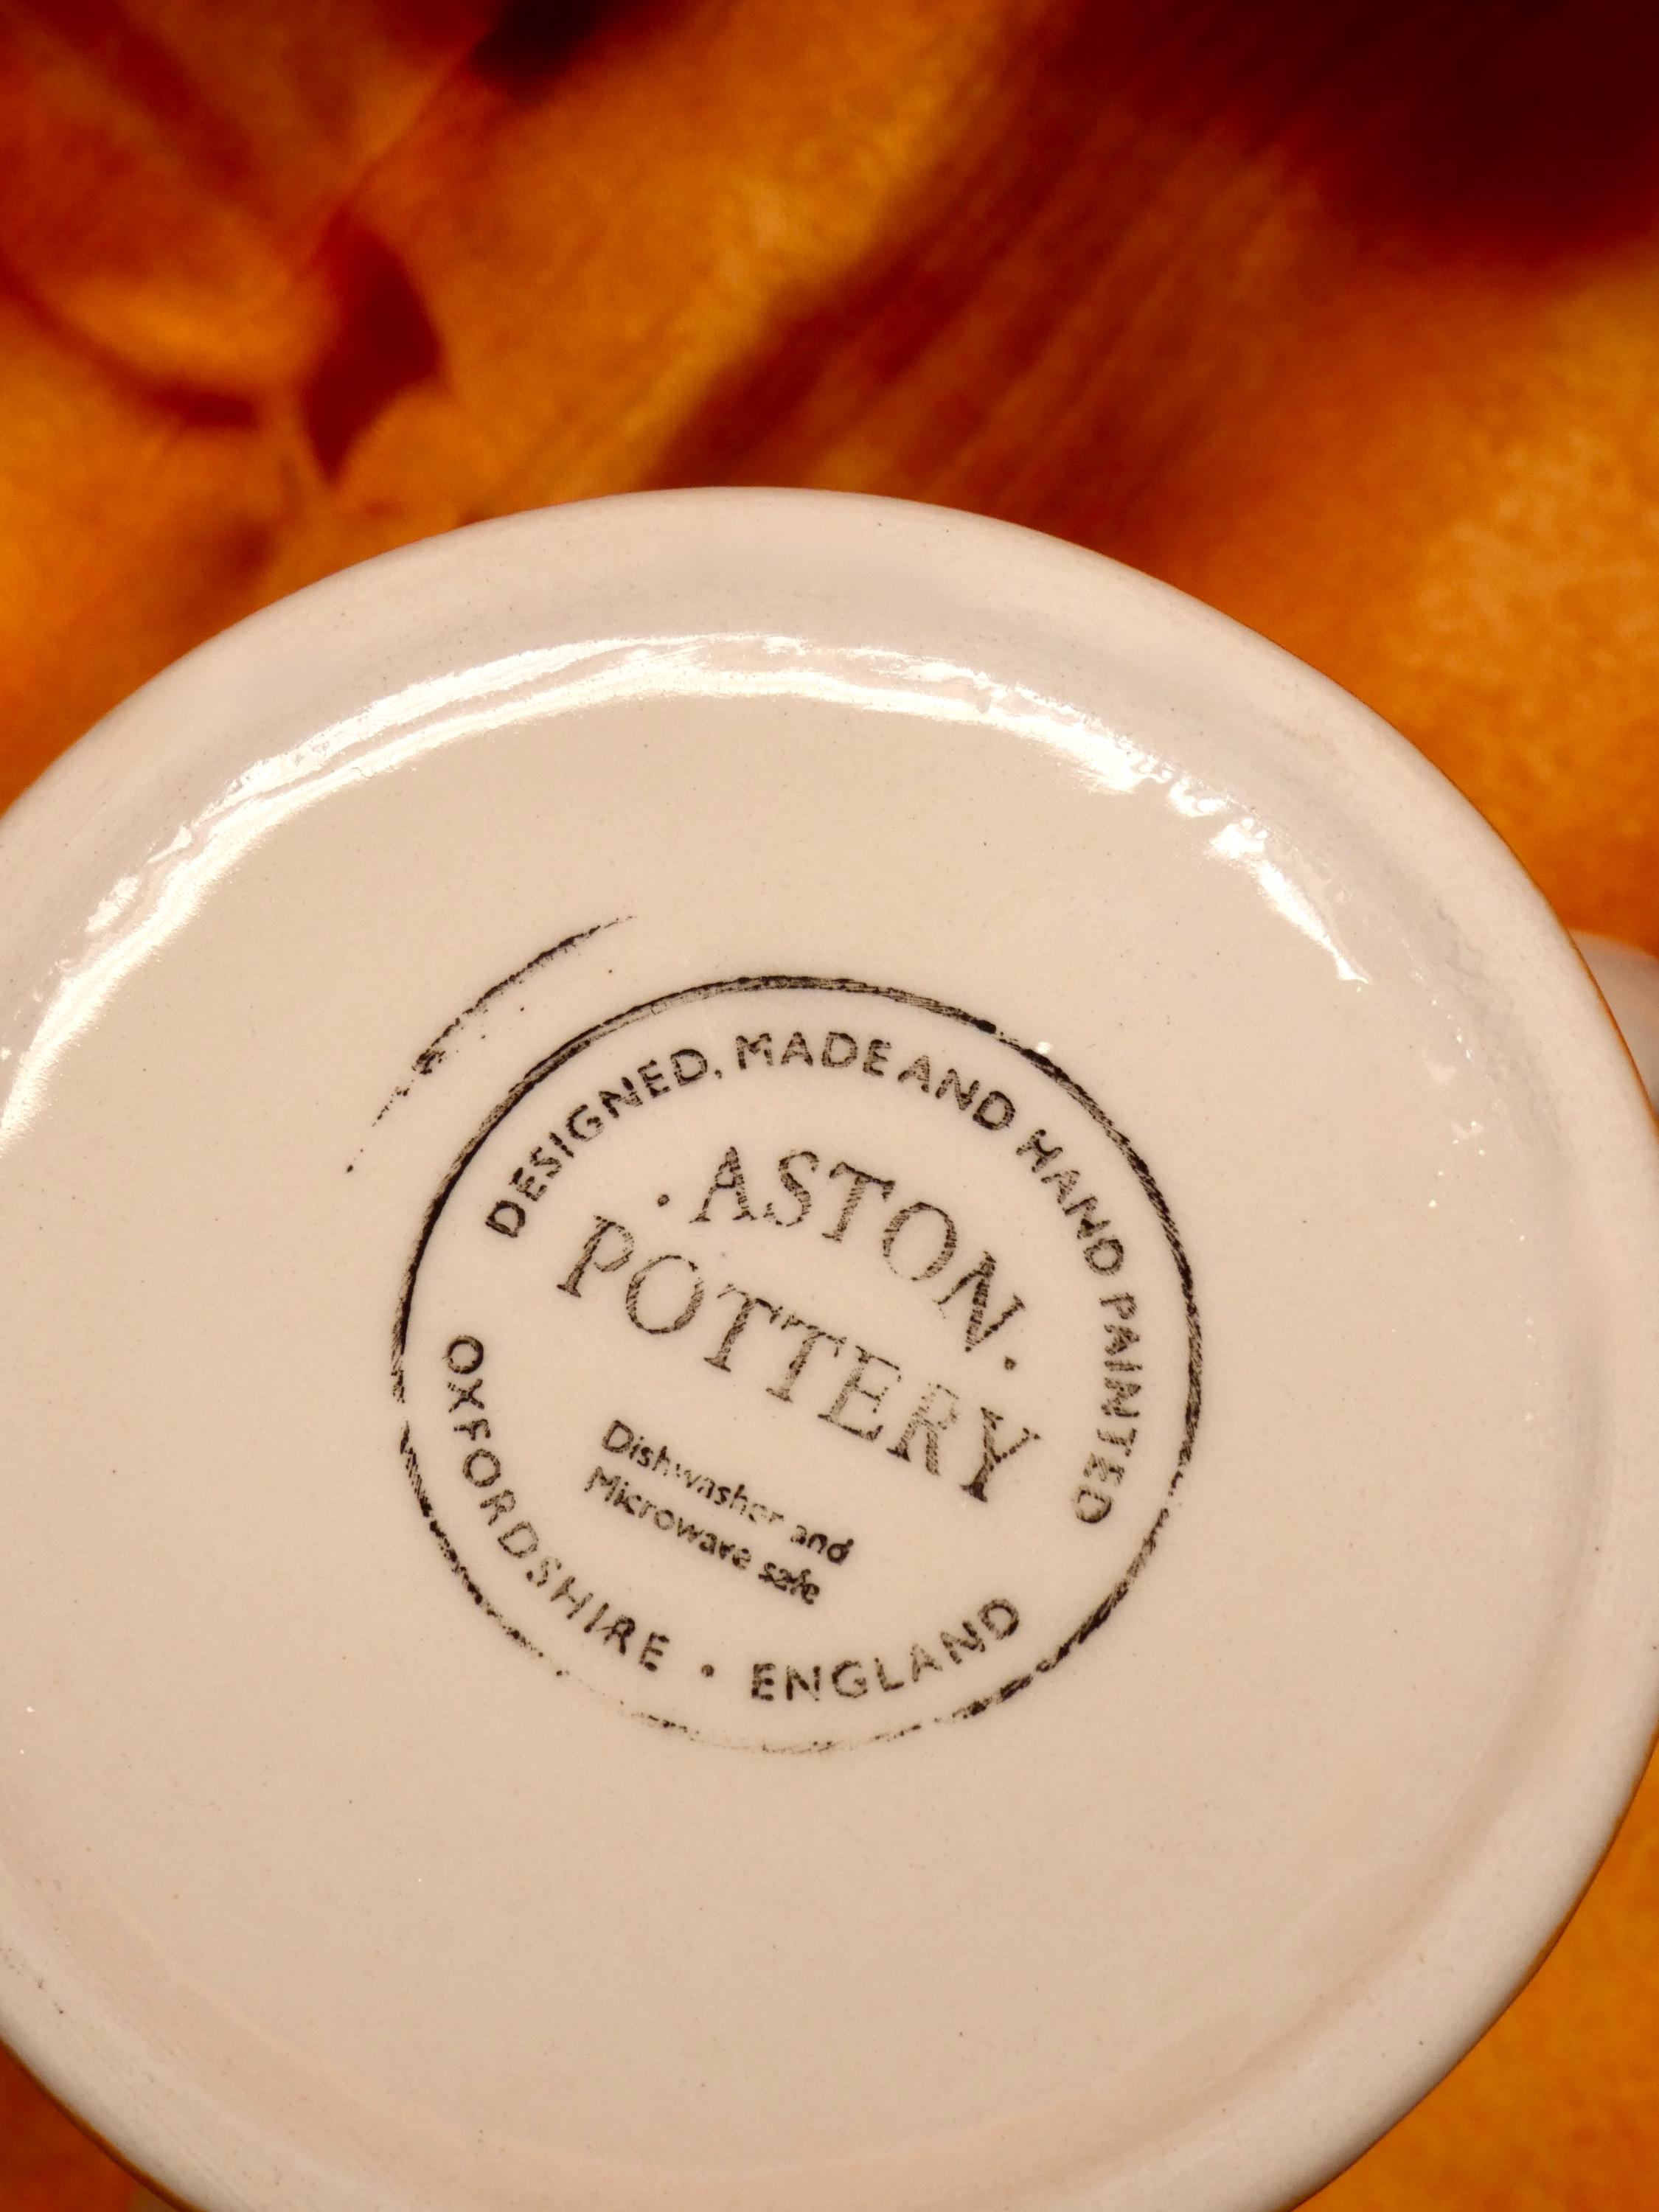 DESIGNED, MADE AND HAND PAINTED
· ASTON ·
POTTERY
Dishwasher and
Microwave safe
OXFORDSHIRE · ENGLAND